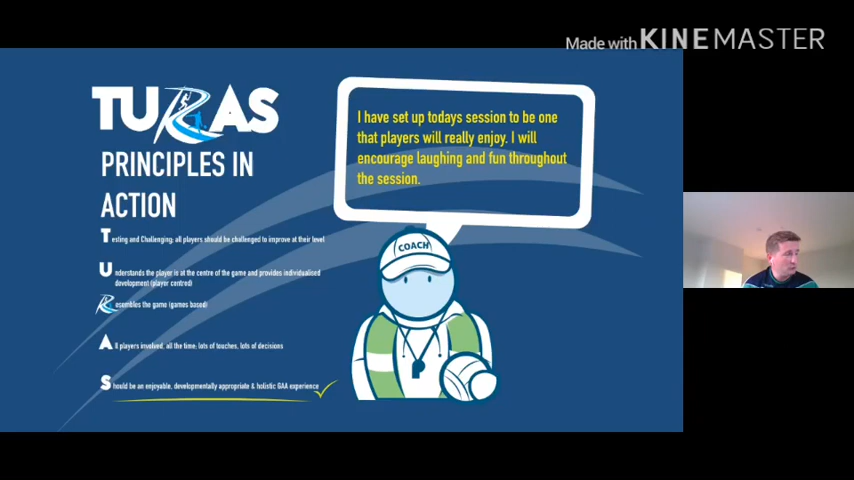 Made with KINEMASTER
TURAS
PRINCIPLES IN
ACTION
Testing and Challenging: all players should be challenged to improve at their level
Understands the player is at the centre of the game and provides individualised
development (player centred)
Resembles the game (games based)
All players involved, all the time: lots of touches, lots of decisions
Should be an enjoyable, developmentally appropriate & holistic GAA experience
I have set up todays session to be one
that players will really enjoy. I will
encourage laughing and fun throughout
the session.
COACH